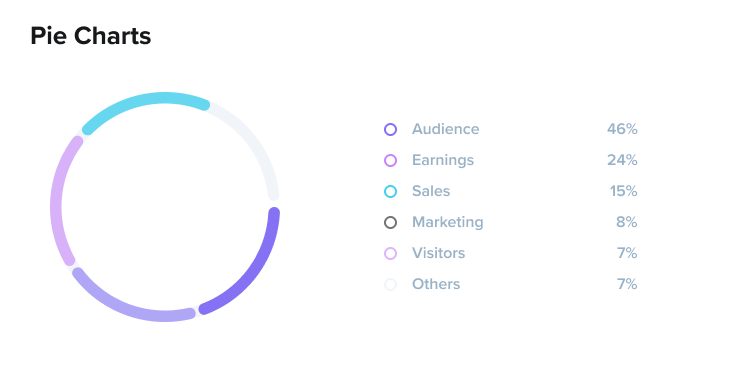 Pie Charts
Audience 46%
Earnings 24%
Sales 15%
Marketing 8%
Visitors 7%
Others 7%